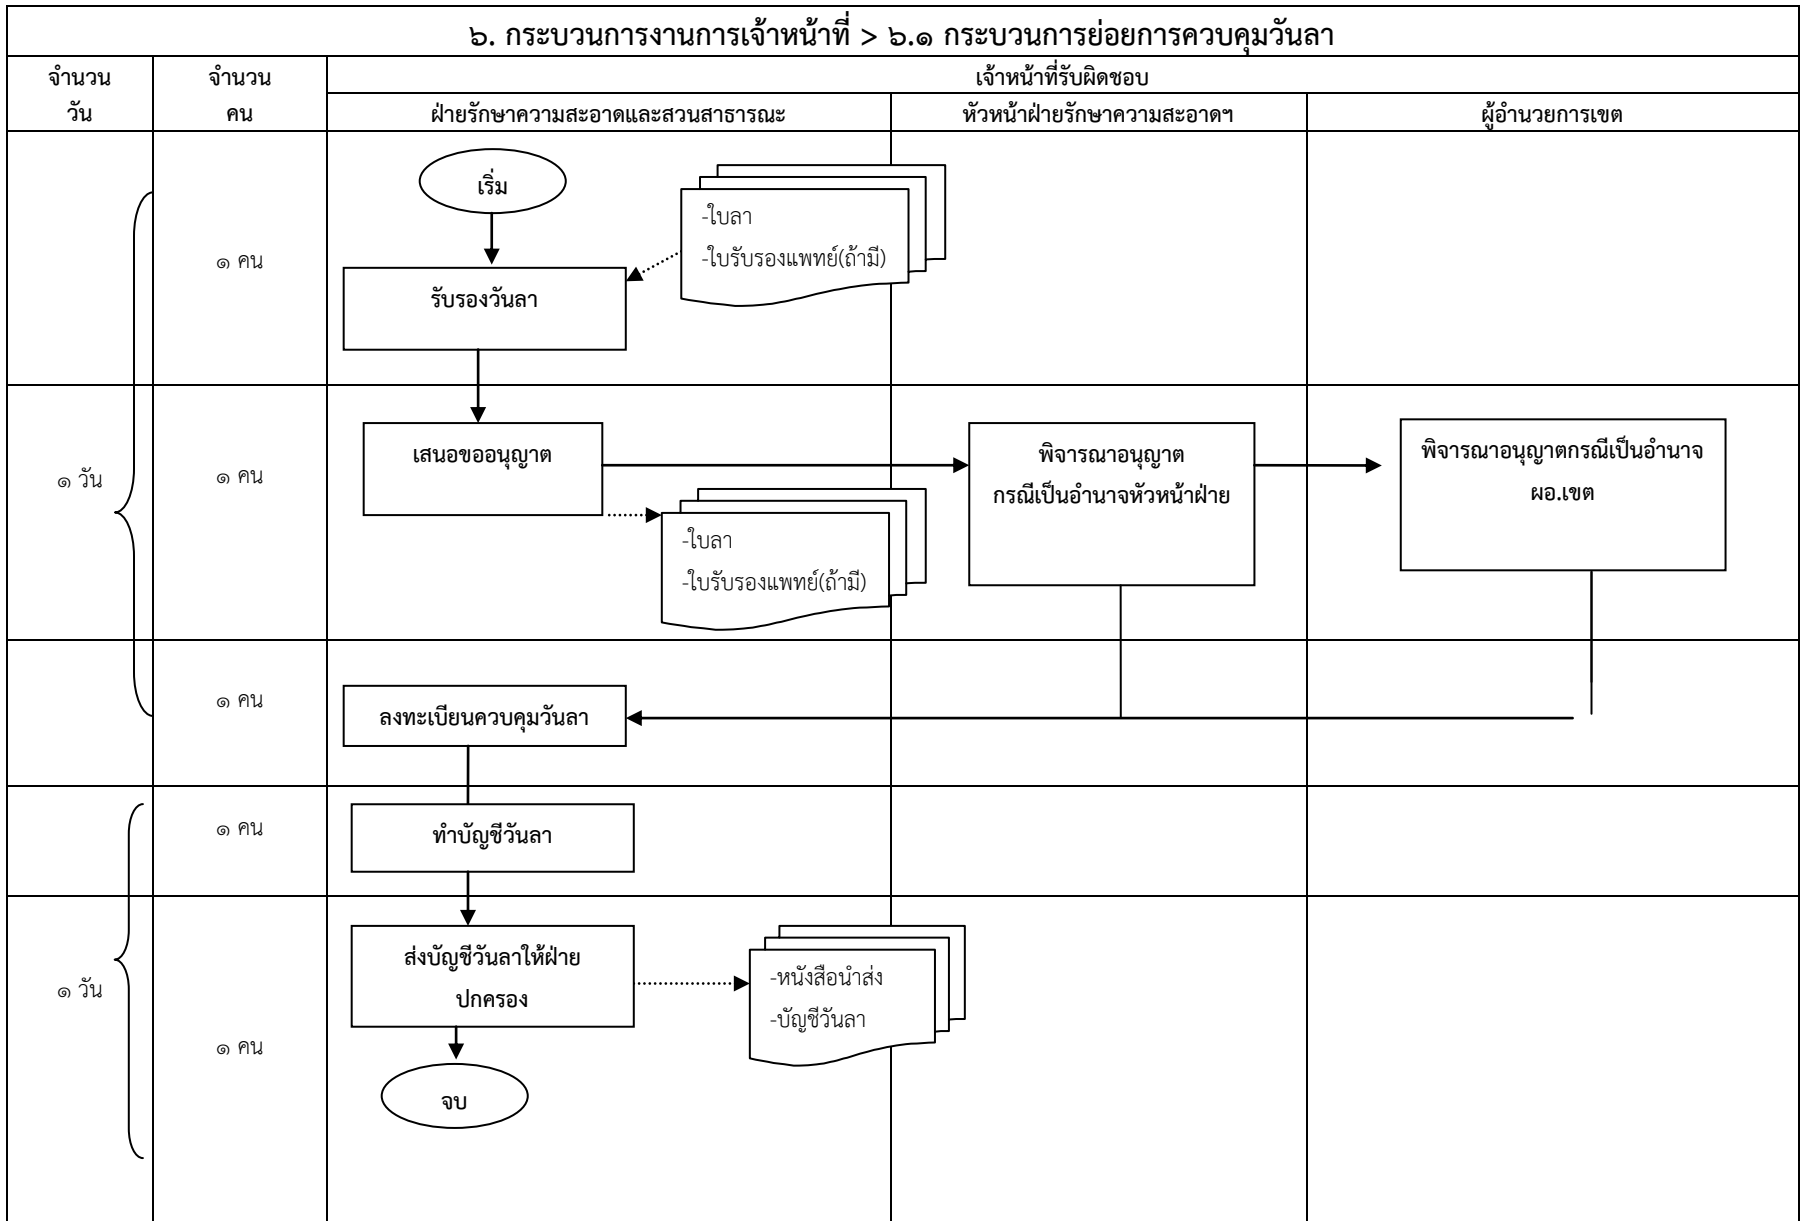 ๖. กระบวนการงานการเจ้าหน้าที่ > ๖.๑ กระบวนการย่อยการควบคุมวันลา
จำนวน
วัน
จำนวน
คน
เจ้าหน้าที่รับผิดชอบ
ฝ่ายรักษาความสะอาดและสวนสาธารณะ
หัวหน้าฝ่ายรักษาความสะอาดฯ
ผู้อำนวยการเขต
เริ่ม
-ใบลา
-ใบรับรองแพทย์(ถ้ามี)
๑ คน
รับรองวันลา
๑ วัน
๑ คน
เสนอขออนุญาต
พิจารณาอนุญาต
กรณีเป็นอำนาจหัวหน้าฝ่าย
พิจารณาอนุญาตกรณีเป็นอำนาจ
ผอ.เขต
-ใบลา
-ใบรับรองแพทย์(ถ้ามี)
๑ คน
ลงทะเบียนควบคุมวันลา
๑ คน
ทำบัญชีวันลา
๑ วัน
ส่งบัญชีวันลาให้ฝ่าย
ปกครอง
-หนังสือนำส่ง
-บัญชีวันลา
๑ คน
จบ